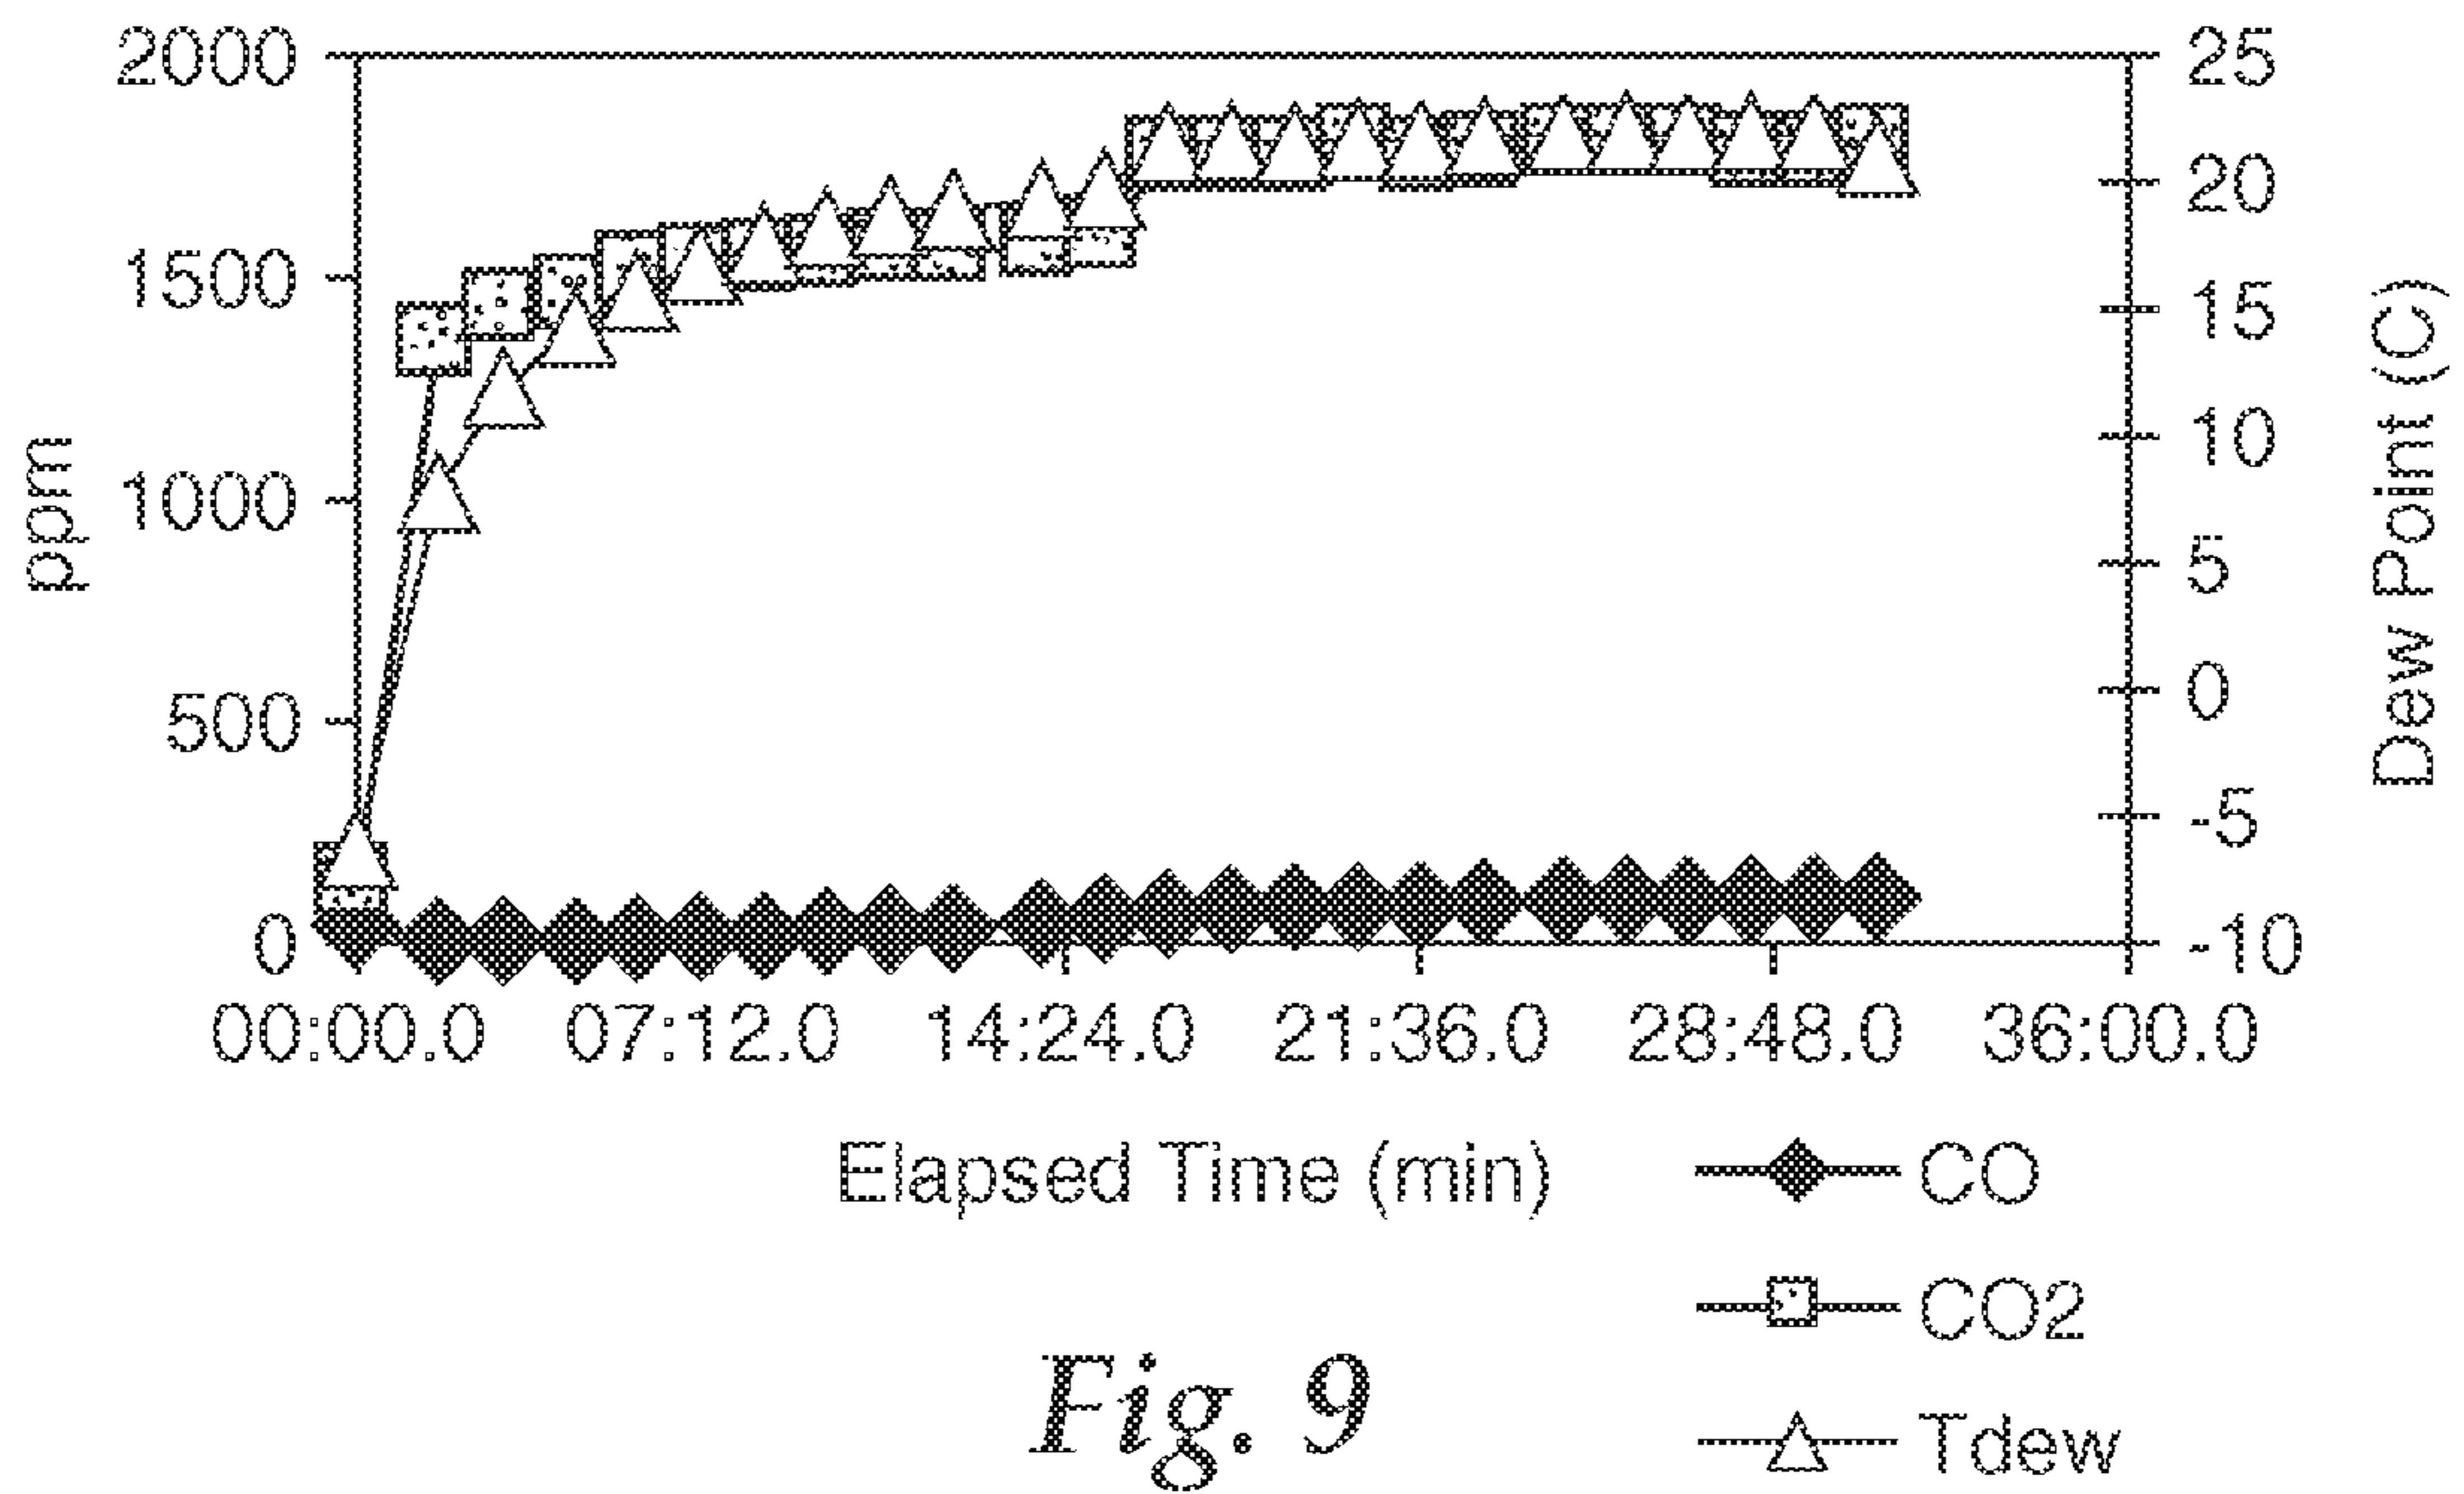 2000
1500
1000
500
0
ppm
25
20
15
10
5
0
-5
-10
Dew Point (C)
00:00.0 07:12.0 14:24.0 21:36.0 28:48.0 36:00.0
Elapsed Time (min)
CO
CO2
Tdew
Fig. 9